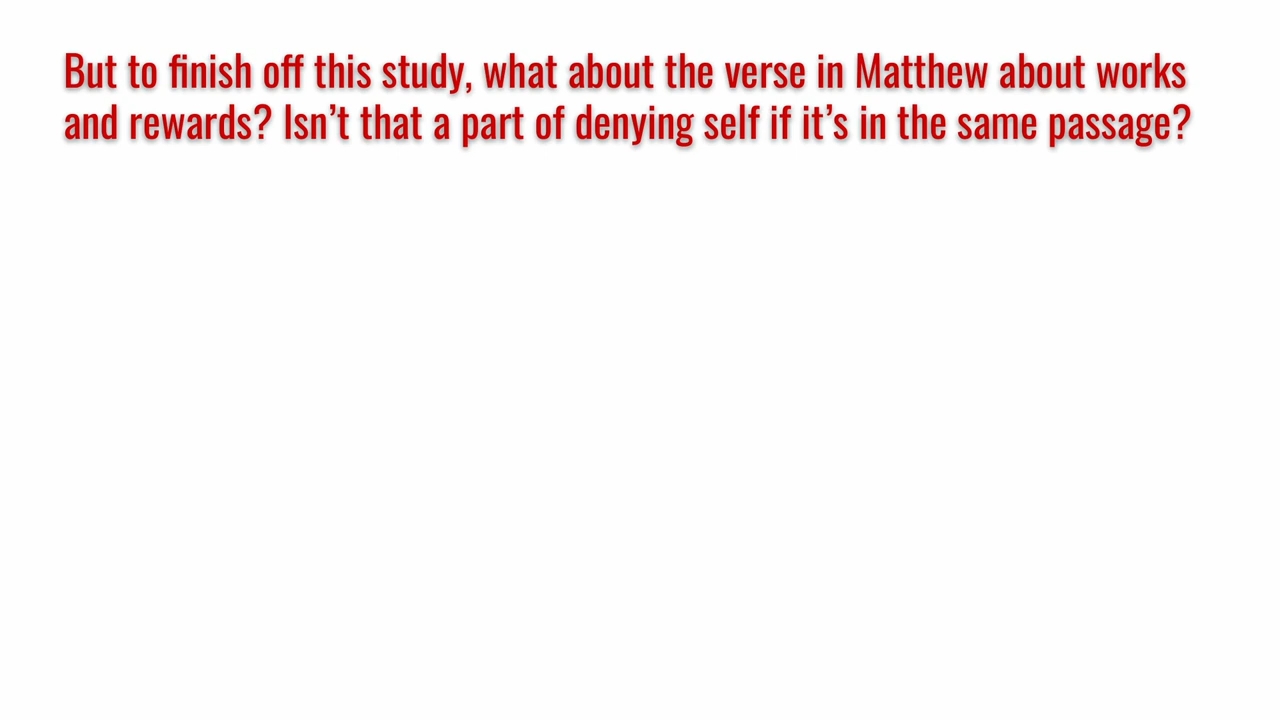 But to finish off this study, what about the verse in Matthew about works
and rewards? Isn’t that a part of denying self if it’s in the same passage?